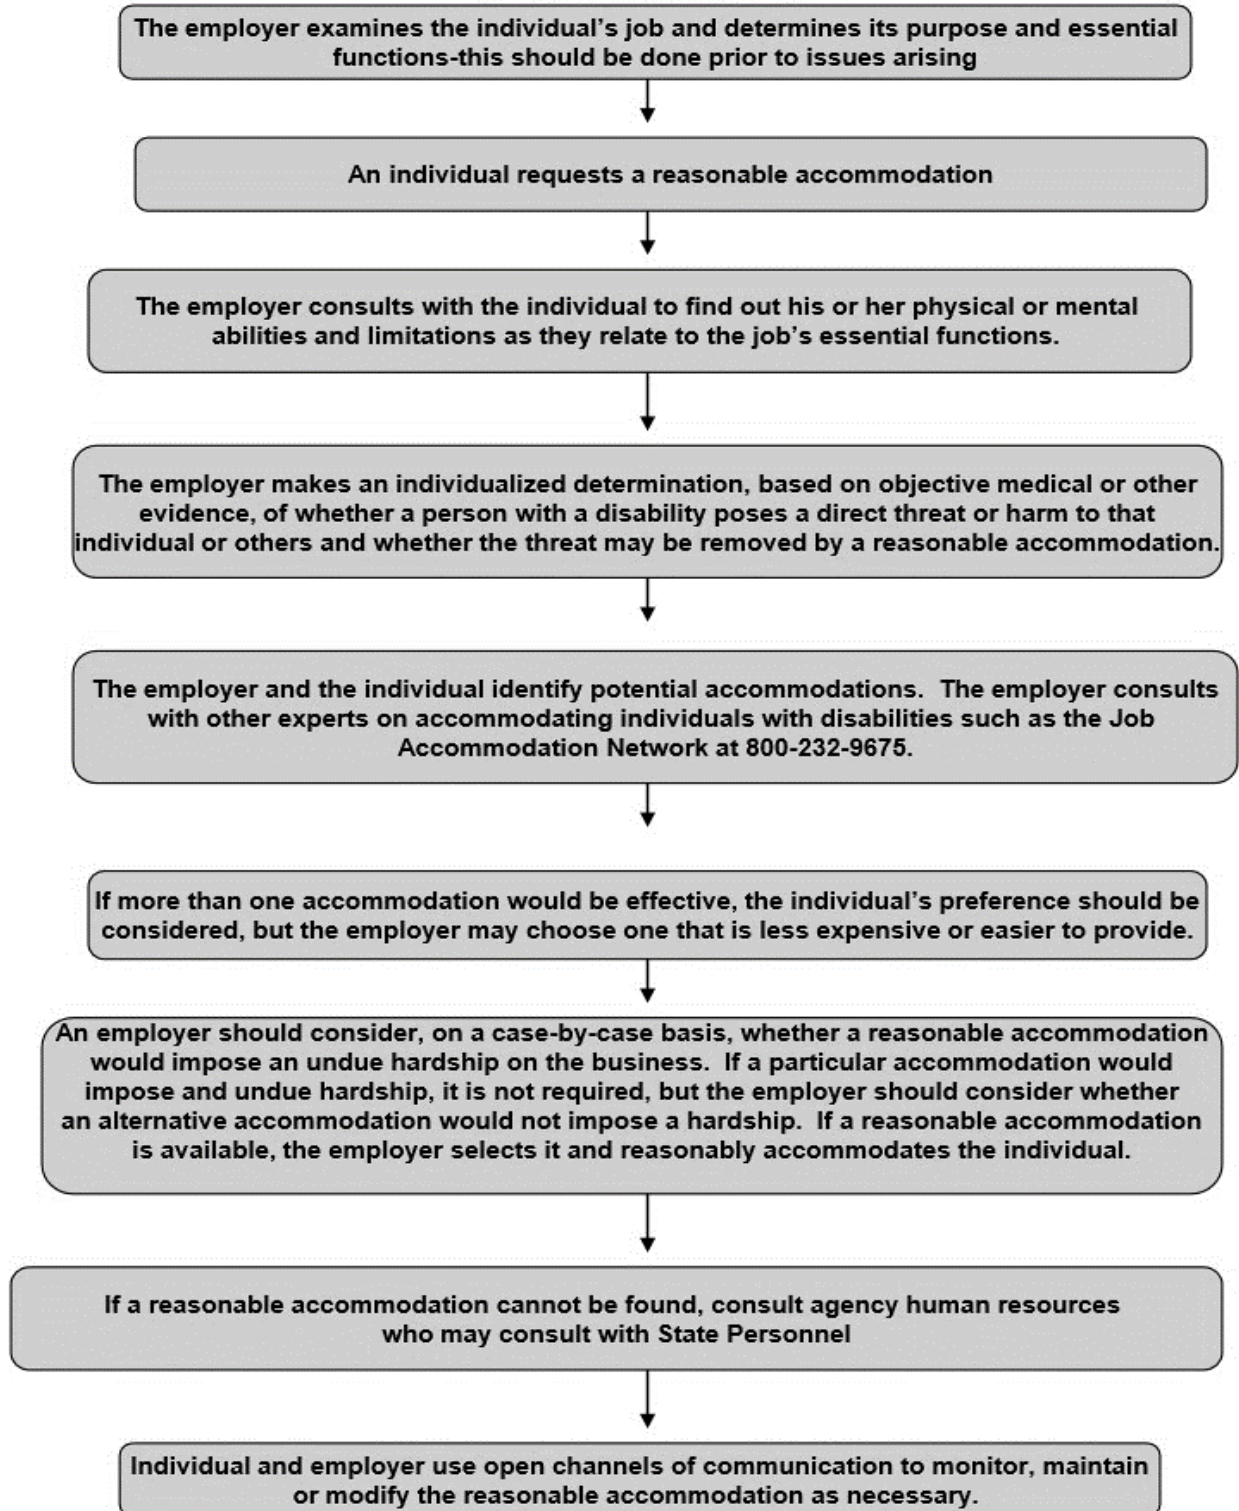 The employer examines the individual’s job and determines its purpose and essential
functions-this should be done prior to issues arising
An individual requests a reasonable accommodation
The employer consults with the individual to find out his or her physical or mental
abilities and limitations as they relate to the job’s essential functions.
The employer makes an individualized determination, based on objective medical or other
evidence, of whether a person with a disability poses a direct threat or harm to that
individual or others and whether the threat may be removed by a reasonable accommodation.
The employer and the individual identify potential accommodations.  The employer consults
with other experts on accommodating individuals with disabilities such as the Job
Accommodation Network at 800-232-9675.
If more than one accommodation would be effective, the individual’s preference should be
considered, but the employer may choose one that is less expensive or easier to provide.
An employer should consider, on a case-by-case basis, whether a reasonable accommodation
would impose an undue hardship on the business.  If a particular accommodation would
impose and undue hardship, it is not required, but the employer should consider whether
an alternative accommodation would not impose a hardship.  If a reasonable accommodation
is available, the employer selects it and reasonably accommodates the individual.
If a reasonable accommodation cannot be found, consult agency human resources
who may consult with State Personnel
Individual and employer use open channels of communication to monitor, maintain
or modify the reasonable accommodation as necessary.